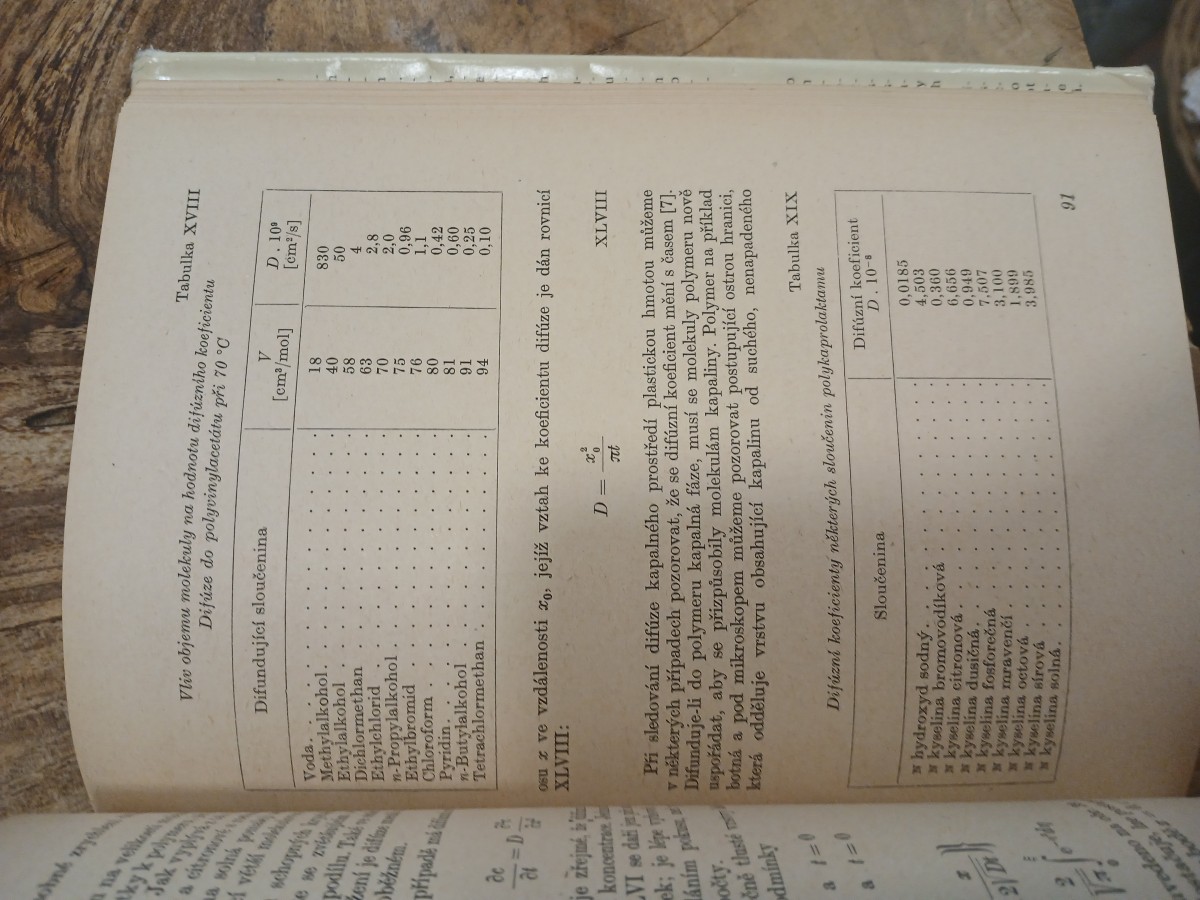 Tabulka XVIII
Vliv objemu molekuly na hodnotu difúzního koeficientu
Difúze do polyvinylacetátu při 70 °C
Difundující sloučenina V [cm³/mol] D . 10⁹ [cm²/s]
Voda . . . . . . . . . 18 830
Methylalkohol . . . . . . . 40 50
Ethylalkohol . . . . . . . 58 4
Dichlormethan . . . . . . . 63 2,8
Ethylchlorid . . . . . . . 70 2,0
n-Propylalkohol . . . . . . 75 0,96
Ethylbromid . . . . . . . 76 1,1
Chloroform . . . . . . . 80 0,42
Pyridin . . . . . . . . 81 0,60
n-Butylalkohol . . . . . . 91 0,25
Tetrachlormethan . . . . . . 94 0,10
osu x ve vzdálenosti x₀, jejíž vztah ke koeficientu difúze je dán rovnicí
XLVIII:
D = x₀² / πt XLVIII
Při sledování difúze kapalného prostředí plastickou hmotou můžeme
v některých případech pozorovat, že se difúzní koeficient mění s časem [7].
Difunduje-li do polymeru kapalná fáze, musí se molekuly polymeru nově
uspořádat, aby se přizpůsobily molekulám kapaliny. Polymer na příklad
botná a pod mikroskopem můžeme pozorovat postupující ostrou hranici,
která odděluje vrstvu obsahující kapalinu od suchého, nenapadeného
Tabulka XIX
Difúzní koeficienty některých sloučenin polykaprolaktamu
Sloučenina Difúzní koeficient D . 10⁻⁸
N hydroxyd sodný . . . . . . . 0,0185
N kyselina bromovodíková . . . . . 4,503
N kyselina citronová . . . . . . 0,360
N kyselina dusičná . . . . . . . 6,656
N kyselina fosforečná . . . . . . 0,949
N kyselina mravenčí . . . . . . 7,507
N kyselina octová . . . . . . . 3,100
N kyselina sírová . . . . . . . 1,899
N kyselina solná . . . . . . . 3,985
91